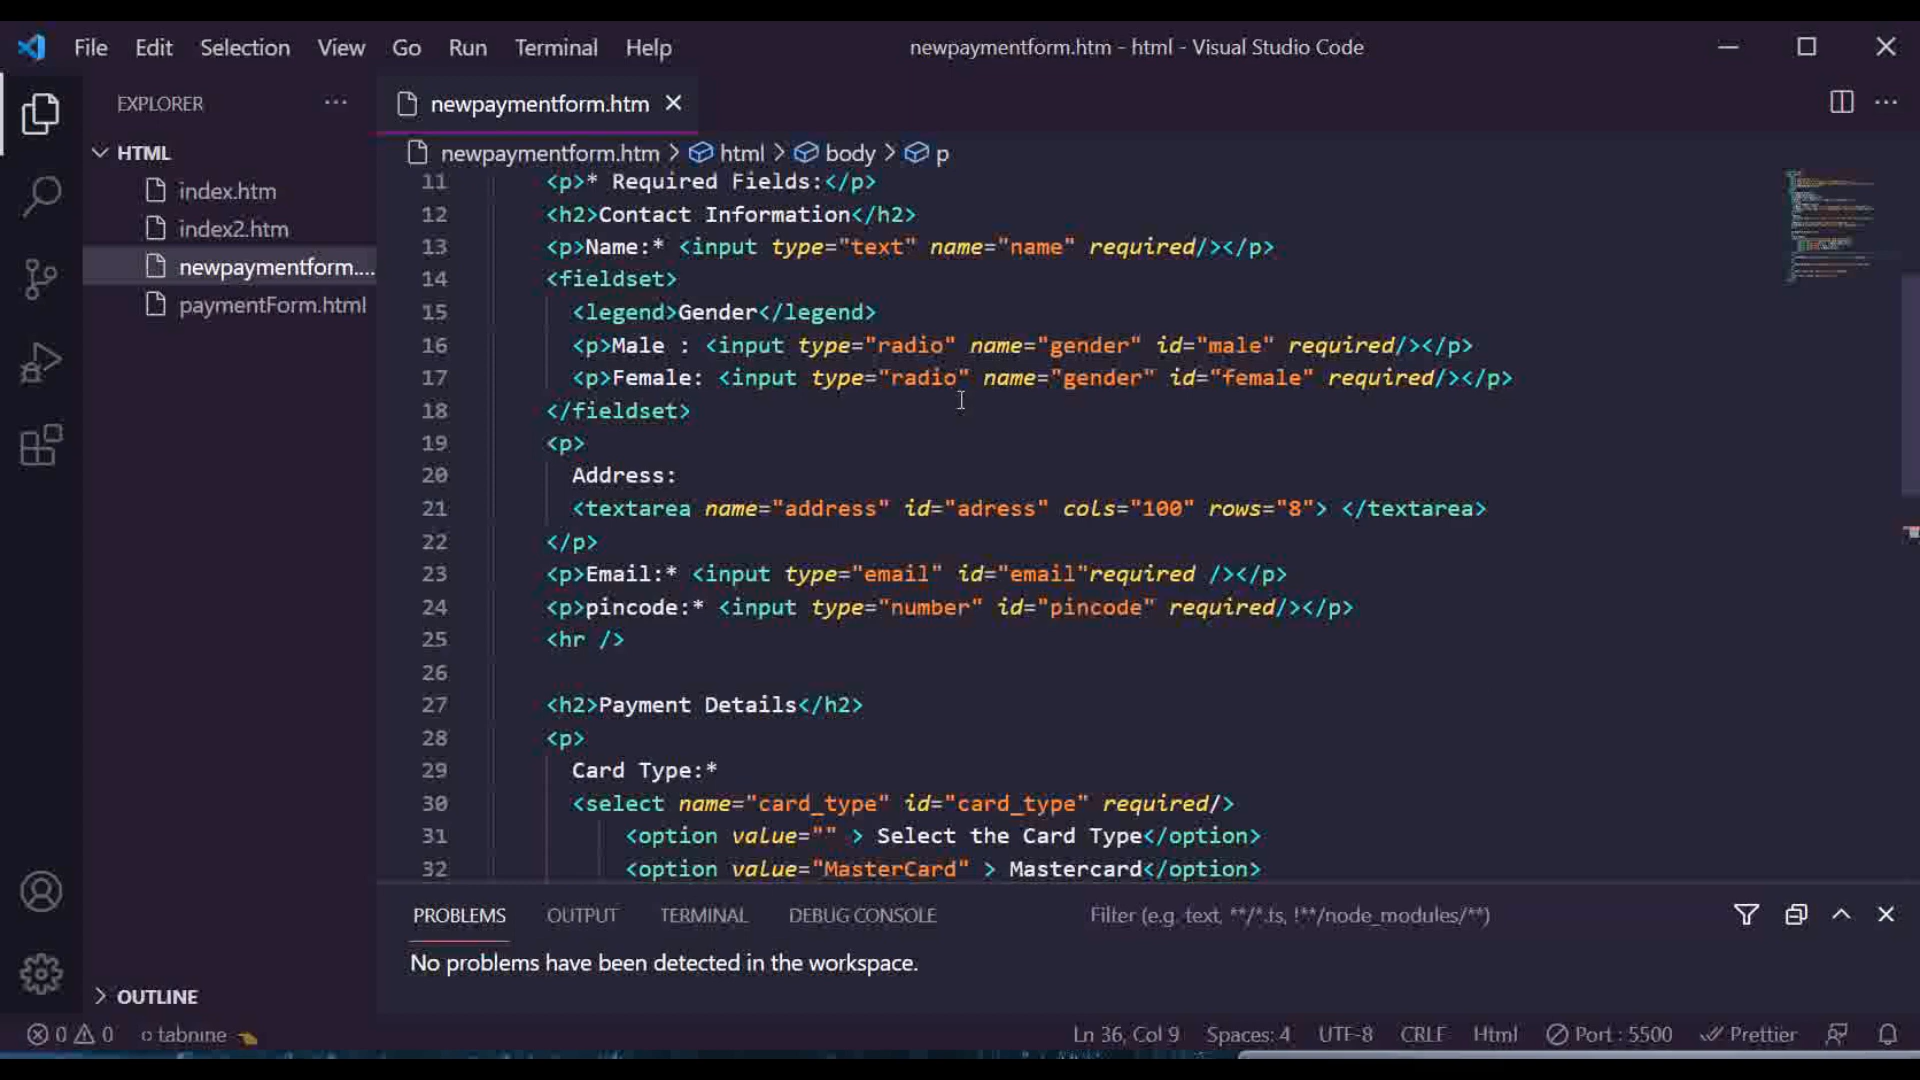 File Edit Selection View Go Run Terminal Help
newpaymentform.htm - html - Visual Studio Code
EXPLORER
newpaymentform.htm
HTML
index.htm
index2.htm
newpaymentform....
paymentForm.html
newpaymentform.htm > html > body > p
11 <p>* Required Fields:</p>
12 <h2>Contact Information</h2>
13 <p>Name:* <input type="text" name="name" required/></p>
14 <fieldset>
15 <legend>Gender</legend>
16 <p>Male : <input type="radio" name="gender" id="male" required/></p>
17 <p>Female: <input type="radio" name="gender" id="female" required/></p>
18 </fieldset>
19 <p>
20 Address:
21 <textarea name="address" id="adress" cols="100" rows="8"> </textarea>
22 </p>
23 <p>Email:* <input type="email" id="email"required /></p>
24 <p>pincode:* <input type="number" id="pincode" required/></p>
25 <hr />
26
27 <h2>Payment Details</h2>
28 <p>
29 Card Type:*
30 <select name="card_type" id="card_type" required/>
31 <option value="" > Select the Card Type</option>
32 <option value="MasterCard" > Mastercard</option>
PROBLEMS OUTPUT TERMINAL DEBUG CONSOLE
Filter (e.g. text, **/*.ts, !**/node_modules/**)
No problems have been detected in the workspace.
OUTLINE
0 0 tabnine
Ln 36, Col 9 Spaces: 4 UTF-8 CRLF Html Port : 5500 Prettier